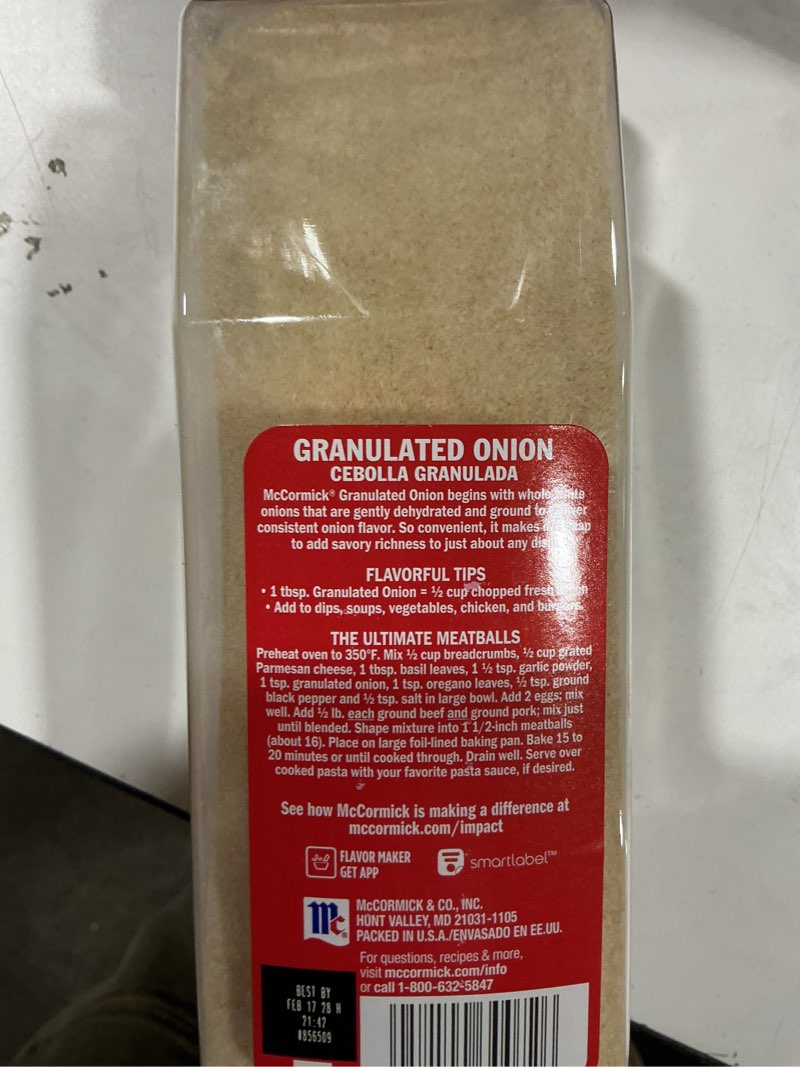 GRANULATED ONION
CEBOLLA GRANULADA
McCormick® Granulated Onion begins with whole
onions that are gently dehydrated and ground to
consistent onion flavor. So convenient, it makes
to add savory richness to just about any
FLAVORFUL TIPS
• 1 tbsp. Granulated Onion = ½ cup chopped fresh
• Add to dips, soups, vegetables, chicken, and
THE ULTIMATE MEATBALLS
Preheat oven to 350°F. Mix ½ cup breadcrumbs, ½ cup grated
Parmesan cheese, 1 tbsp. basil leaves, 1 ½ tsp. garlic powder,
1 tsp. granulated onion, 1 tsp. oregano leaves, ½ tsp. ground
black pepper and ½ tsp. salt in large bowl. Add 2 eggs; mix
well. Add ½ lb. each ground beef and ground pork; mix just
until blended. Shape mixture into 1 1/2-inch meatballs
(about 16). Place on large foil-lined baking pan. Bake 15 to
20 minutes or until cooked through. Drain well. Serve over
cooked pasta with your favorite pasta sauce, if desired.
See how McCormick is making a difference at
mccormick.com/impact
FLAVOR MAKER
GET APP
smartlabel™
Mc
McCORMICK & CO., INC.
HUNT VALLEY, MD 21031-1105
PACKED IN U.S.A./ENVASADO EN EE.UU.
For questions, recipes & more,
visit mccormick.com/info
or call 1-800-632-5847
BEST BY
FEB 17 28 H
21:42